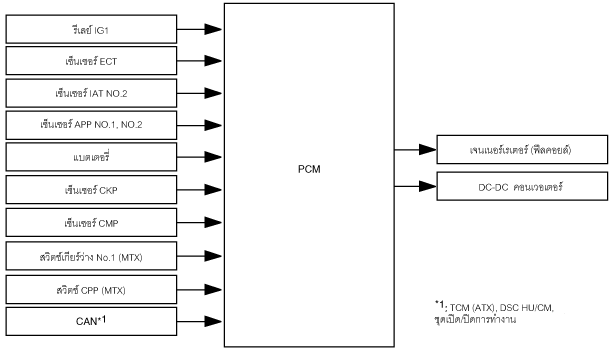 รีเลย์ IG1
เซ็นเซอร์ ECT
เซ็นเซอร์ IAT NO.2
เซ็นเซอร์ APP NO.1, NO.2
แบตเตอรี่
เซ็นเซอร์ CKP
เซ็นเซอร์ CMP
สวิตช์เกียร์ว่าง No.1 (MTX)
สวิตช์ CPP (MTX)
CAN*1
PCM
เจนเนอร์เรเตอร์ (ฟิลคอยล์)
DC-DC คอนเวอเตอร์
*1; TCM (ATX), DSC HU/CM,
ชุดเปิด/ปิดการทำงาน